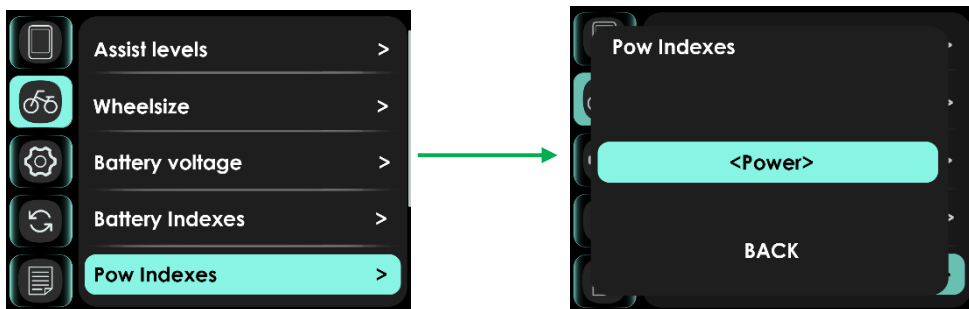 Assist levels >
Wheelsize >
Battery voltage >
Battery Indexes >
Pow Indexes >
Pow Indexes
<Power>
BACK